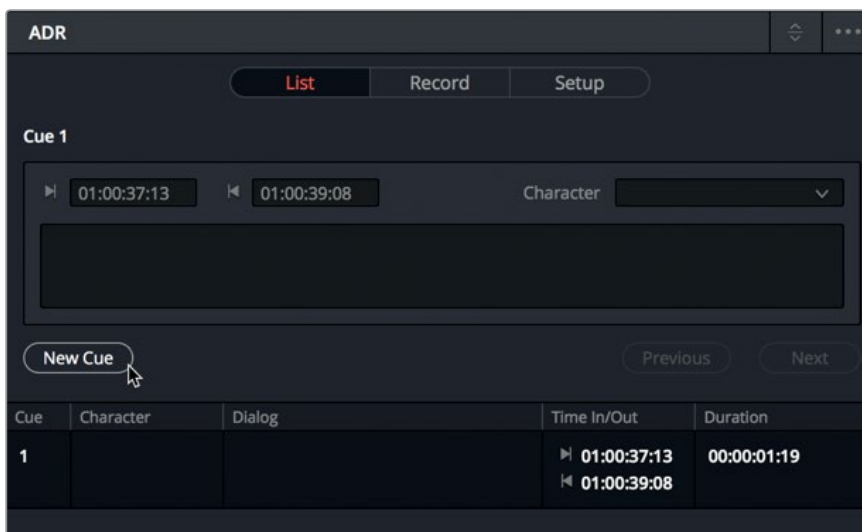 ADR
List Record Setup
Cue 1
01:00:37:13 01:00:39:08 Character
New Cue Previous Next
Cue Character Dialog Time In/Out Duration
1 01:00:37:13 00:00:01:19
01:00:39:08